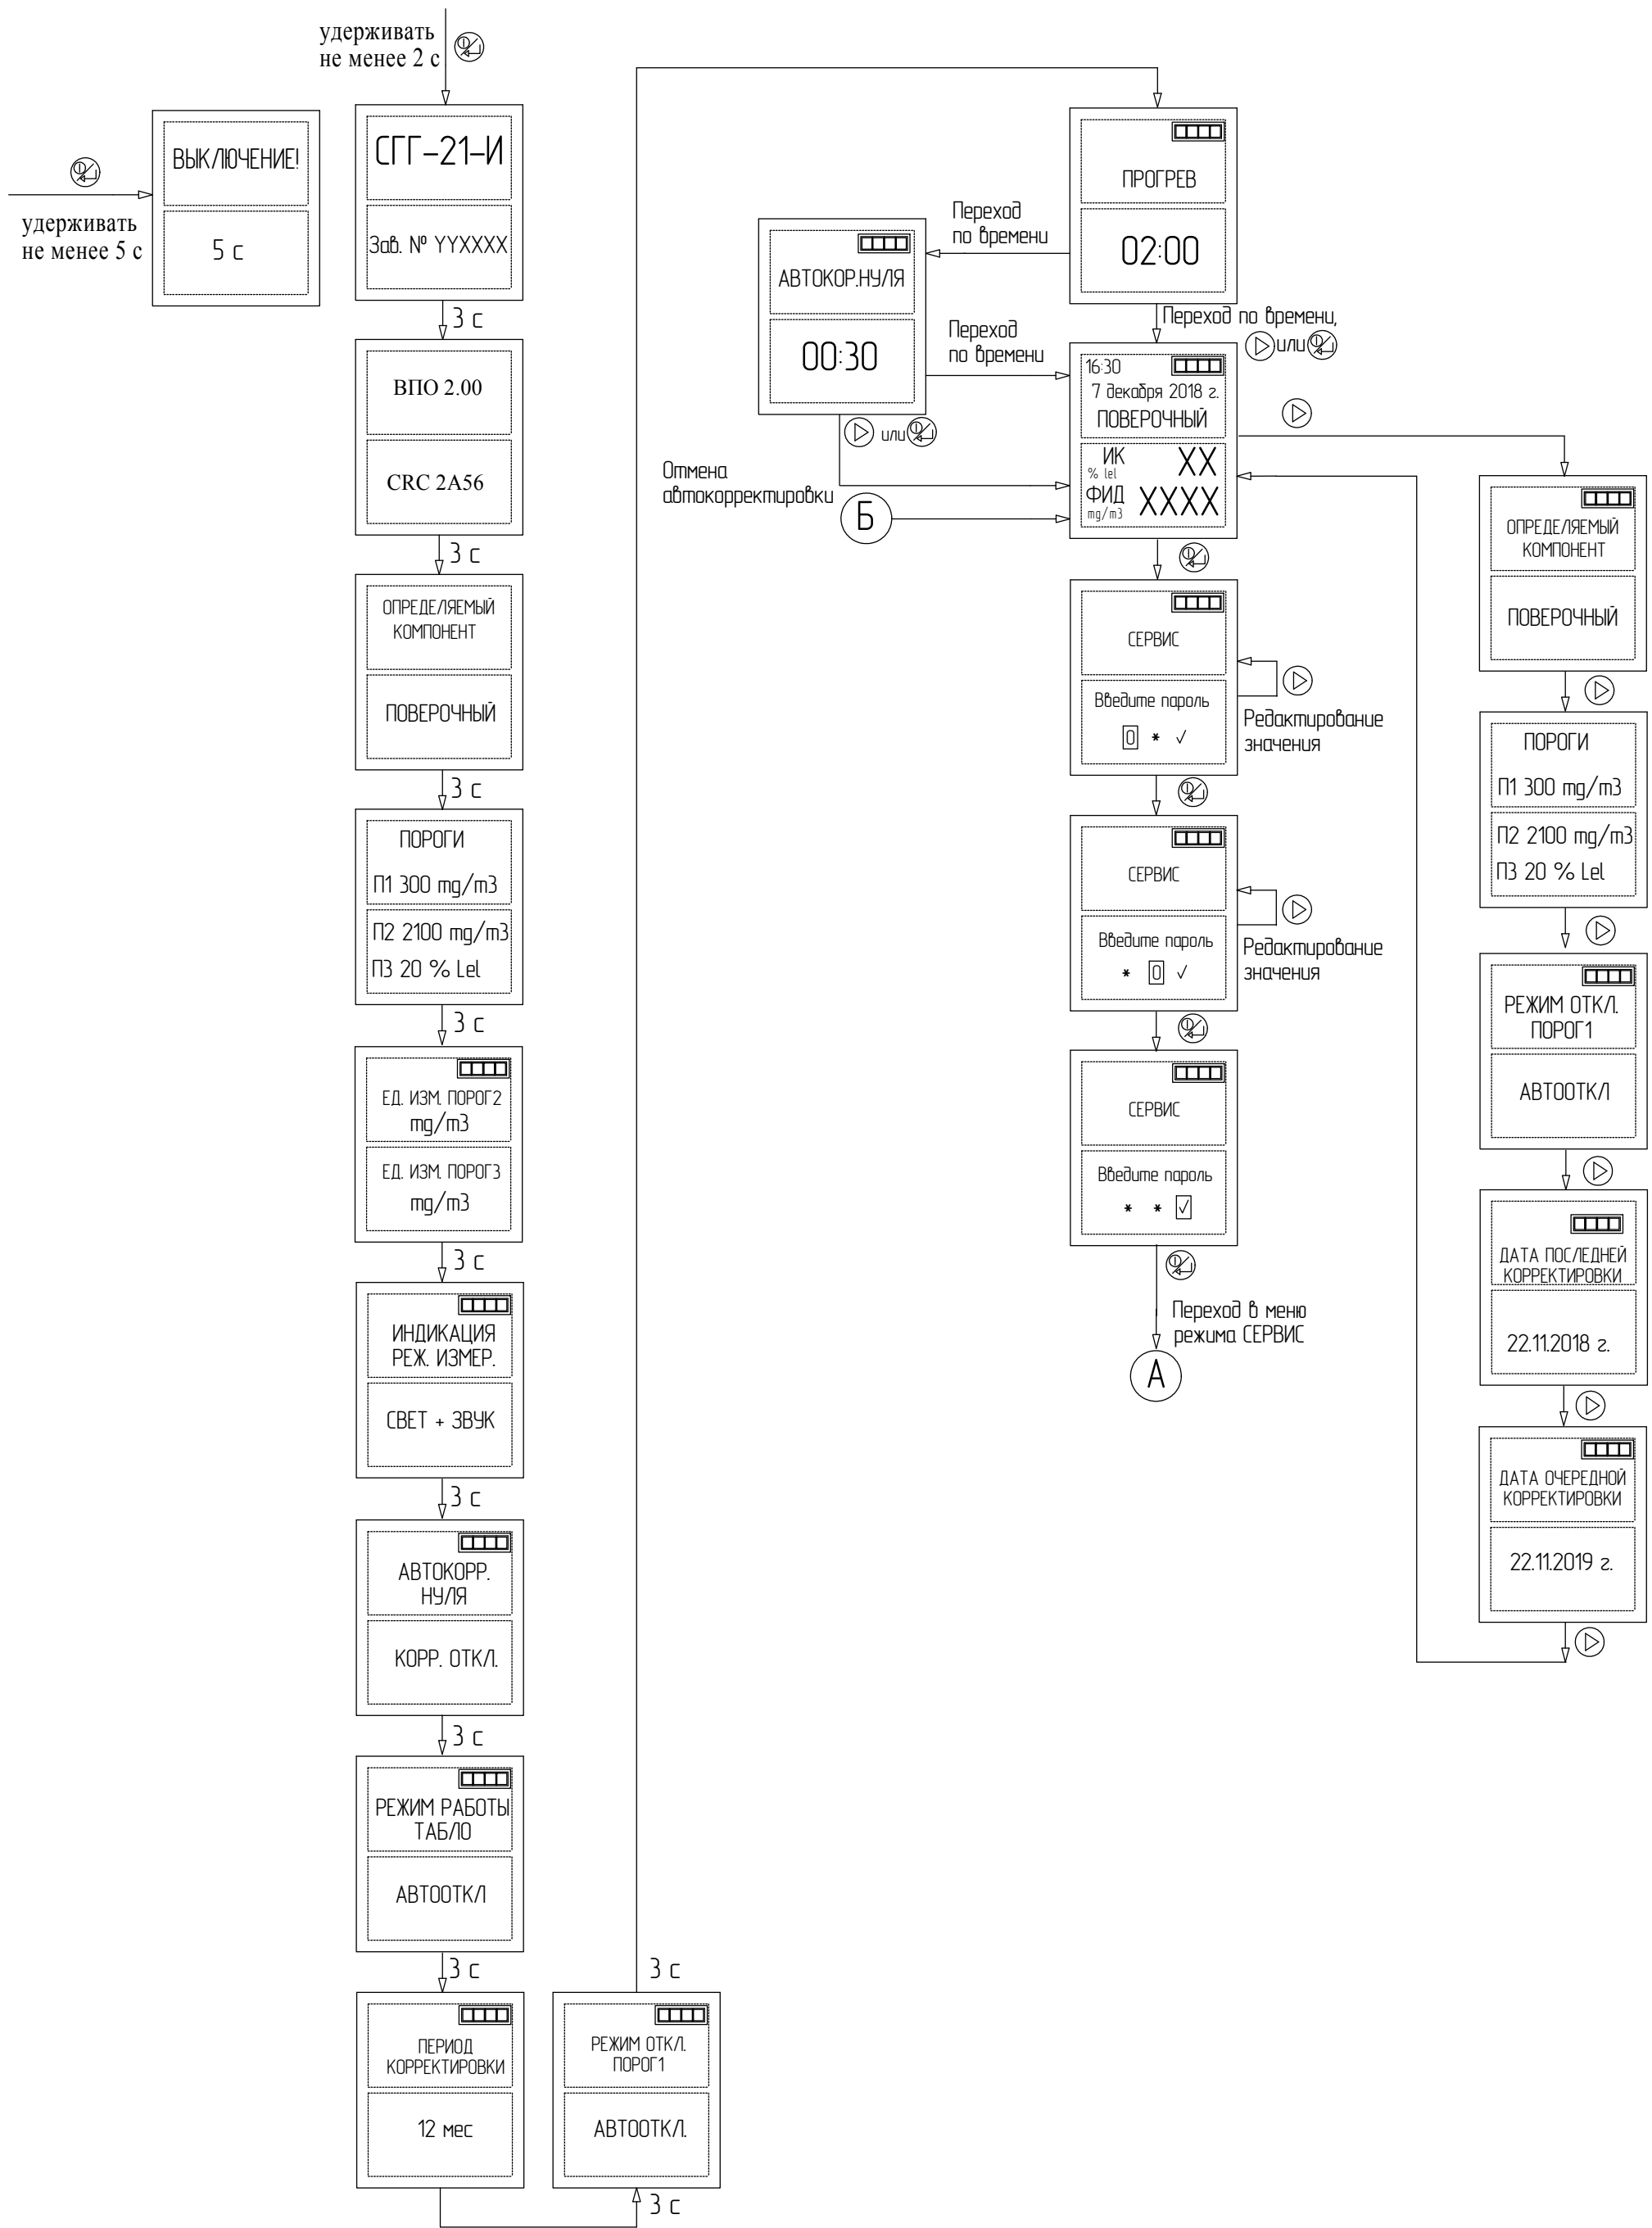 удерживать
не менее 2 с
удерживать
не менее 5 с
ВЫКЛЮЧЕНИЕ!
5 с
СГГ-21-И
Зав. № YYXXXX
3 с
ВПО 2.00
CRC 2A56
3 с
ОПРЕДЕЛЯЕМЫЙ
КОМПОНЕНТ
ПОВЕРОЧНЫЙ
3 с
ПОРОГИ
П1 300 mg/m3
П2 2100 mg/m3
П3 20 % Lel
3 с
ЕД. ИЗМ. ПОРОГ2
mg/m3
ЕД. ИЗМ. ПОРОГ3
mg/m3
3 с
ИНДИКАЦИЯ
РЕЖ. ИЗМЕР.
СВЕТ + ЗВУК
3 с
АВТОКОРР.
НУЛЯ
КОРР. ОТКЛ.
3 с
РЕЖИМ РАБОТЫ
ТАБЛО
АВТООТКЛ
3 с
ПЕРИОД
КОРРЕКТИРОВКИ
12 мес
3 с
РЕЖИМ ОТКЛ.
ПОРОГ1
АВТООТКЛ.
3 с
ПРОГРЕВ
02:00
Переход
по времени
АВТОКОР.НУЛЯ
00:30
Переход
по времени
или
Отмена
автокорректировки
Б
Переход по времени,
или
16:30
7 декабря 2018 г.
ПОВЕРОЧНЫЙ
ИК XX
% lel
ФИД XXXX
mg/m3
СЕРВИС
Введите пароль
0 * ✓
Редактирование
значения
СЕРВИС
Введите пароль
* 0 ✓
Редактирование
значения
СЕРВИС
Введите пароль
* * ✓
Переход в меню
режима СЕРВИС
А
ОПРЕДЕЛЯЕМЫЙ
КОМПОНЕНТ
ПОВЕРОЧНЫЙ
ПОРОГИ
П1 300 mg/m3
П2 2100 mg/m3
П3 20 % Lel
РЕЖИМ ОТКЛ.
ПОРОГ1
АВТООТКЛ
ДАТА ПОСЛЕДНЕЙ
КОРРЕКТИРОВКИ
22.11.2018 г.
ДАТА ОЧЕРЕДНОЙ
КОРРЕКТИРОВКИ
22.11.2019 г.